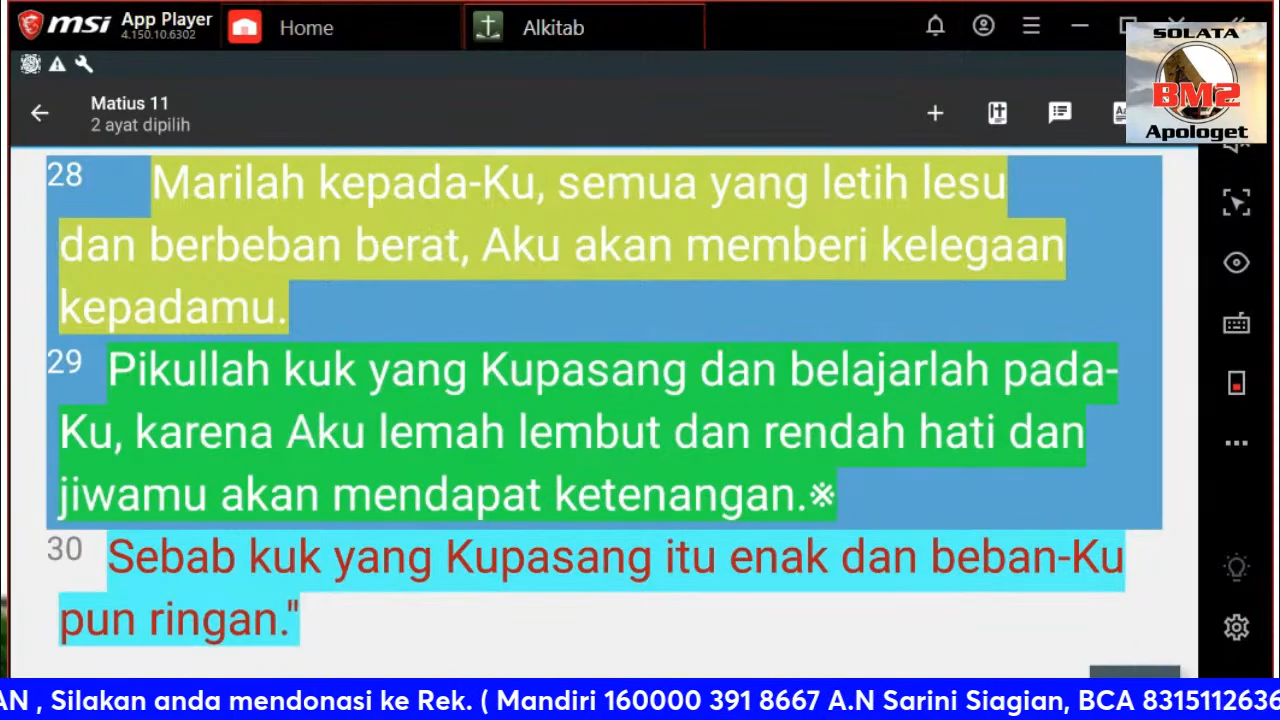 msi App Player
4.150.10.6302
Home
Alkitab
SOLATA
BM2
Apologet
Matius 11
2 ayat dipilih
28 Marilah kepada-Ku, semua yang letih lesu
dan berbeban berat, Aku akan memberi kelegaan
kepadamu.
29 Pikullah kuk yang Kupasang dan belajarlah pada-
Ku, karena Aku lemah lembut dan rendah hati dan
jiwamu akan mendapat ketenangan.※
30 Sebab kuk yang Kupasang itu enak dan beban-Ku
pun ringan."
AN , Silakan anda mendonasi ke Rek. ( Mandiri 160000 391 8667 A.N Sarini Siagian, BCA 8315112636